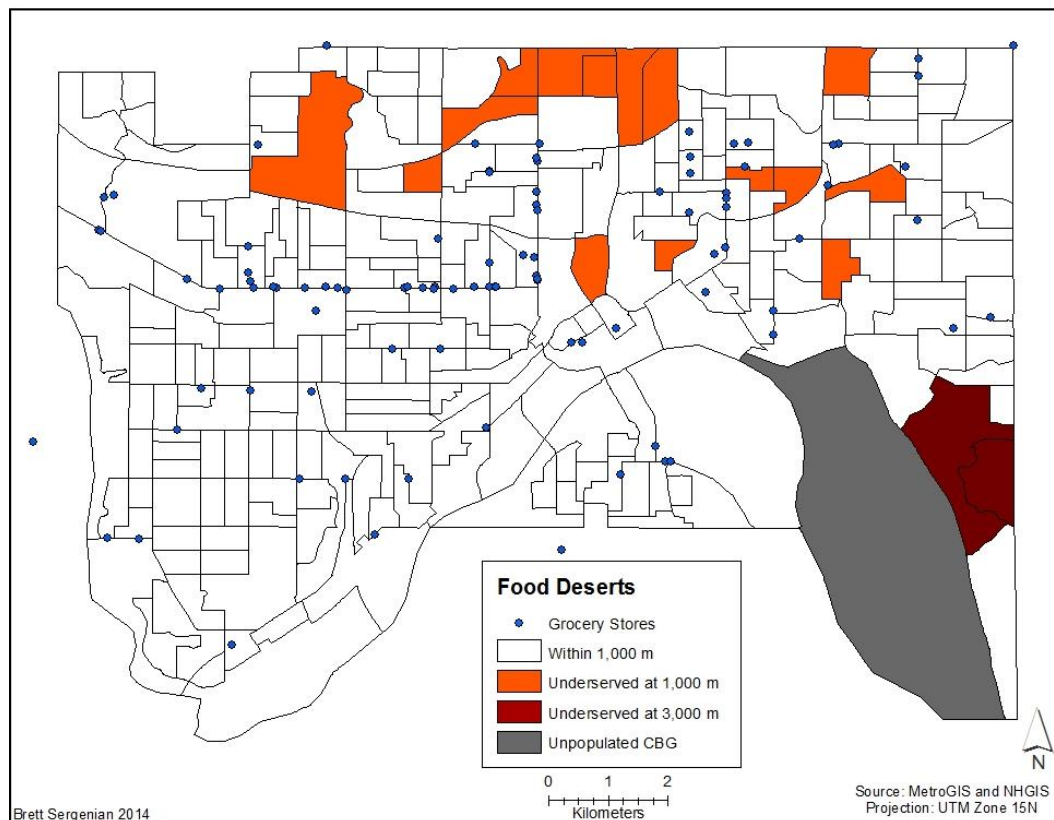 Food Deserts
Grocery Stores
Within 1,000 m
Underserved at 1,000 m
Underserved at 3,000 m
Unpopulated CBG
0 1 2
Kilometers
N
Source: MetroGIS and NHGIS
Projection: UTM Zone 15N
Brett Sergenian 2014